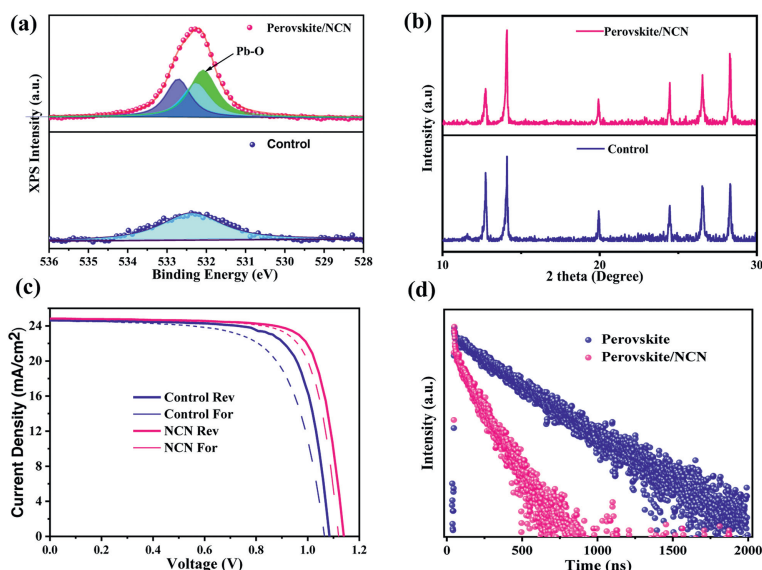 (a)
Perovskite/NCN
Pb-O
Control
XPS Intensity (a.u.)
536 535 534 533 532 531 530 529 528
Binding Energy (eV)
(b)
Perovskite/NCN
Control
Intensity (a.u)
10 20 30
2 theta (Degree)
(c)
Control Rev
Control For
NCN Rev
NCN For
Current Density (mA/cm2)
24
20
16
12
8
4
0
0.0 0.2 0.4 0.6 0.8 1.0 1.2
Voltage (V)
(d)
Perovskite
Perovskite/NCN
Intensity (a.u.)
0 500 1000 1500 2000
Time (ns)